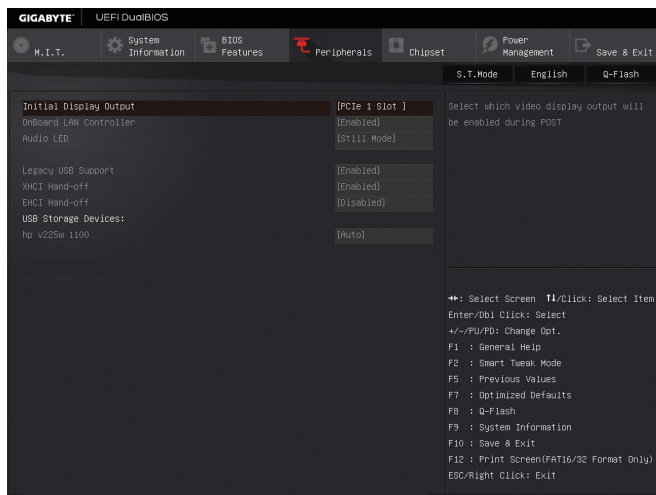 GIGABYTE™ UEFI DualBIOS
M.I.T.
System Information
BIOS Features
Peripherals
Chipset
Power Management
Save & Exit
S.T.Mode English Q-Flash
Initial Display Output [PCIe 1 Slot ]
OnBoard LAN Controller [Enabled]
Audio LED [Still Mode]
Legacy USB Support [Enabled]
XHCI Hand-off [Enabled]
EHCI Hand-off [Disabled]
USB Storage Devices:
hp v225w 1100 [Auto]
Select which video display output will
be enabled during POST
→←: Select Screen ↑↓/Click: Select Item
Enter/Dbl Click: Select
+/-/PU/PD: Change Opt.
F1 : General Help
F2 : Smart Tweak Mode
F5 : Previous Values
F7 : Optimized Defaults
F8 : Q-Flash
F9 : System Information
F10 : Save & Exit
F12 : Print Screen(FAT16/32 Format Only)
ESC/Right Click: Exit